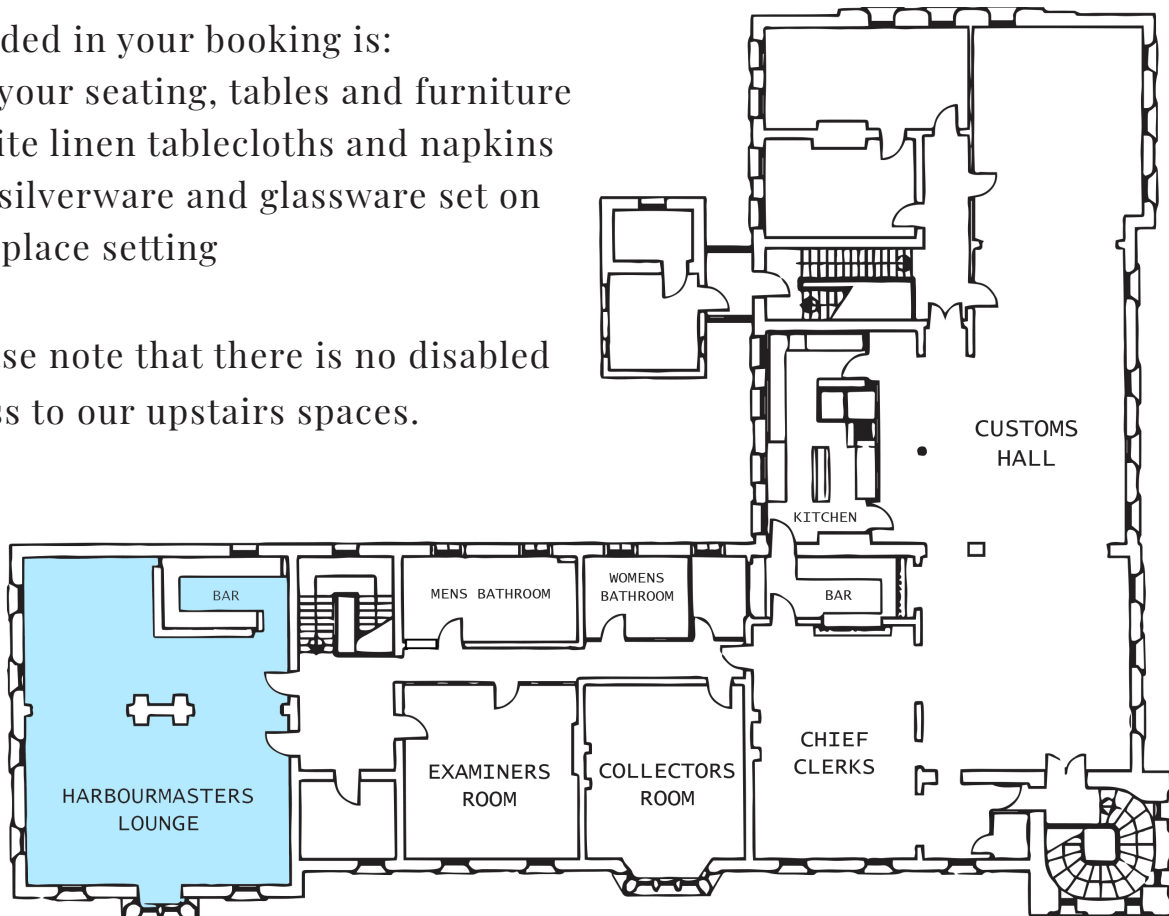 ded in your booking is:
your seating, tables and furniture
ite linen tablecloths and napkins
silverware and glassware set on
place setting
se note that there is no disabled
ss to our upstairs spaces.
CUSTOMS
HALL
KITCHEN
BAR
MENS BATHROOM
WOMENS
BATHROOM
BAR
HARBOURMASTERS
LOUNGE
EXAMINERS
ROOM
COLLECTORS
ROOM
CHIEF
CLERKS